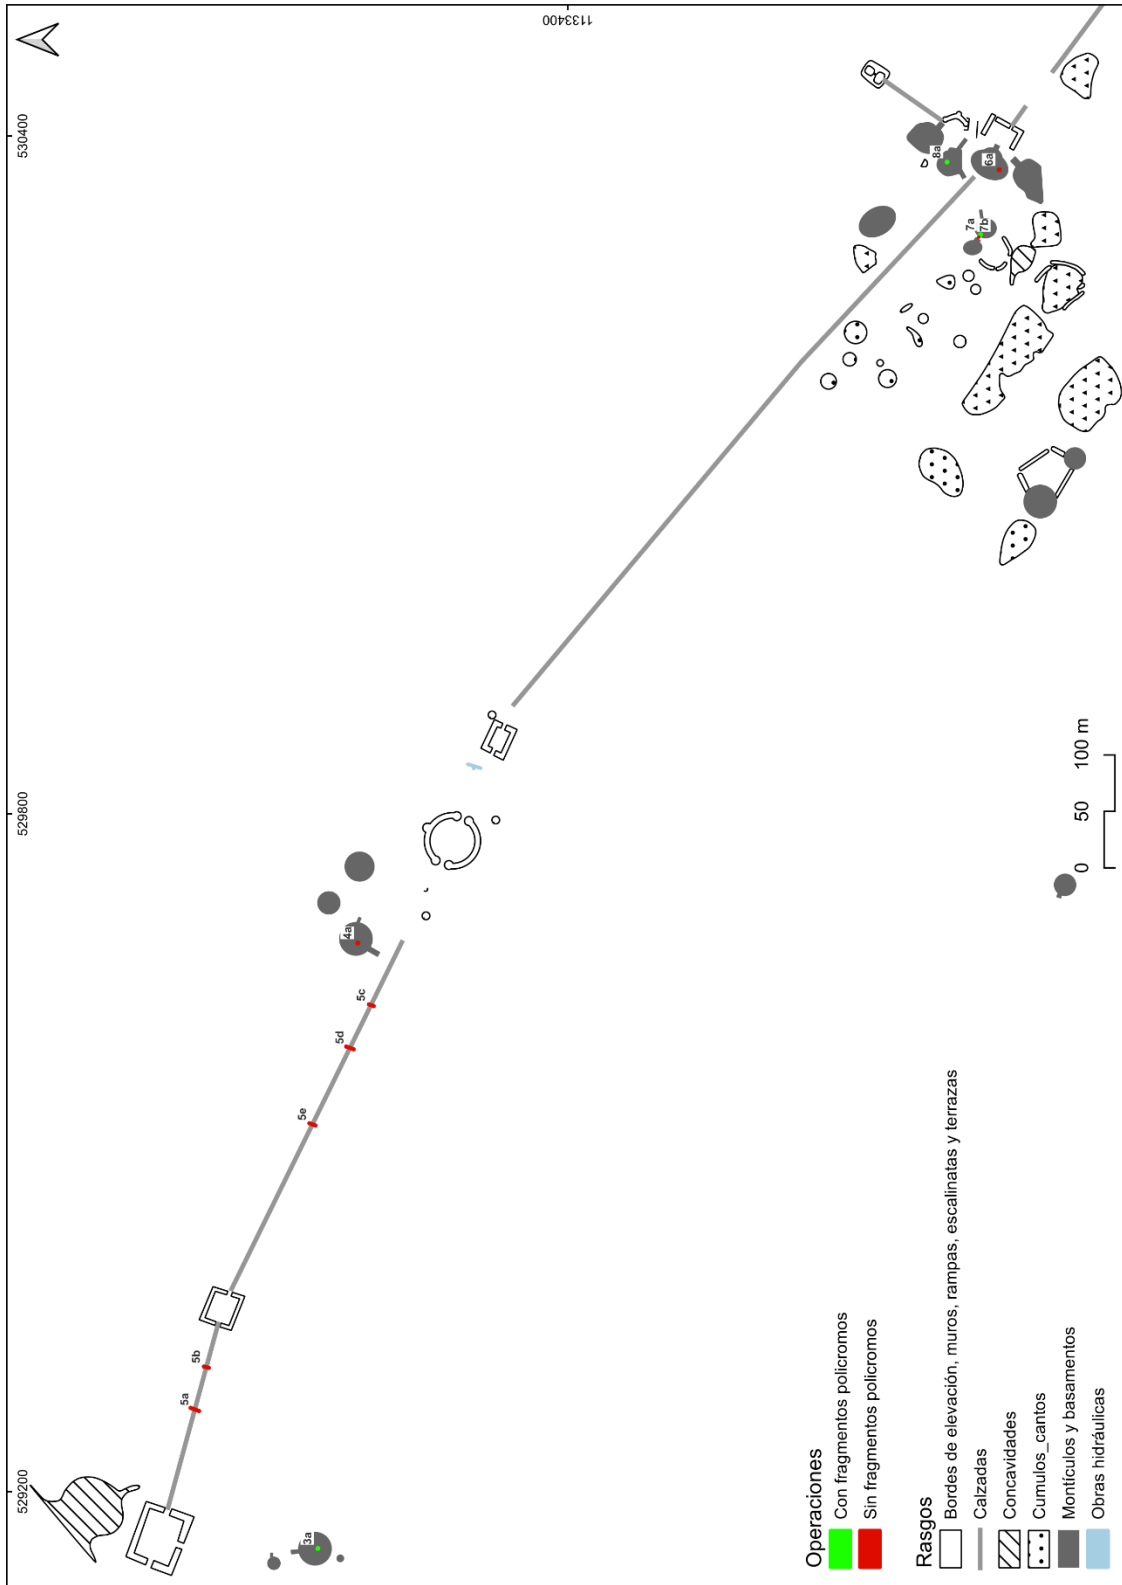 529200
529800
530400
1133400
3a
5a
5b
5e
5d
5c
4a
7a
7b
8a
6a
Operaciones
Con fragmentos policromos
Sin fragmentos policromos
Rasgos
Bordes de elevación, muros, rampas, escalinatas y terrazas
Calzadas
Concavidades
Cumulos_cantos
Montículos y basamentos
Obras hidráulicas
0 50 100 m